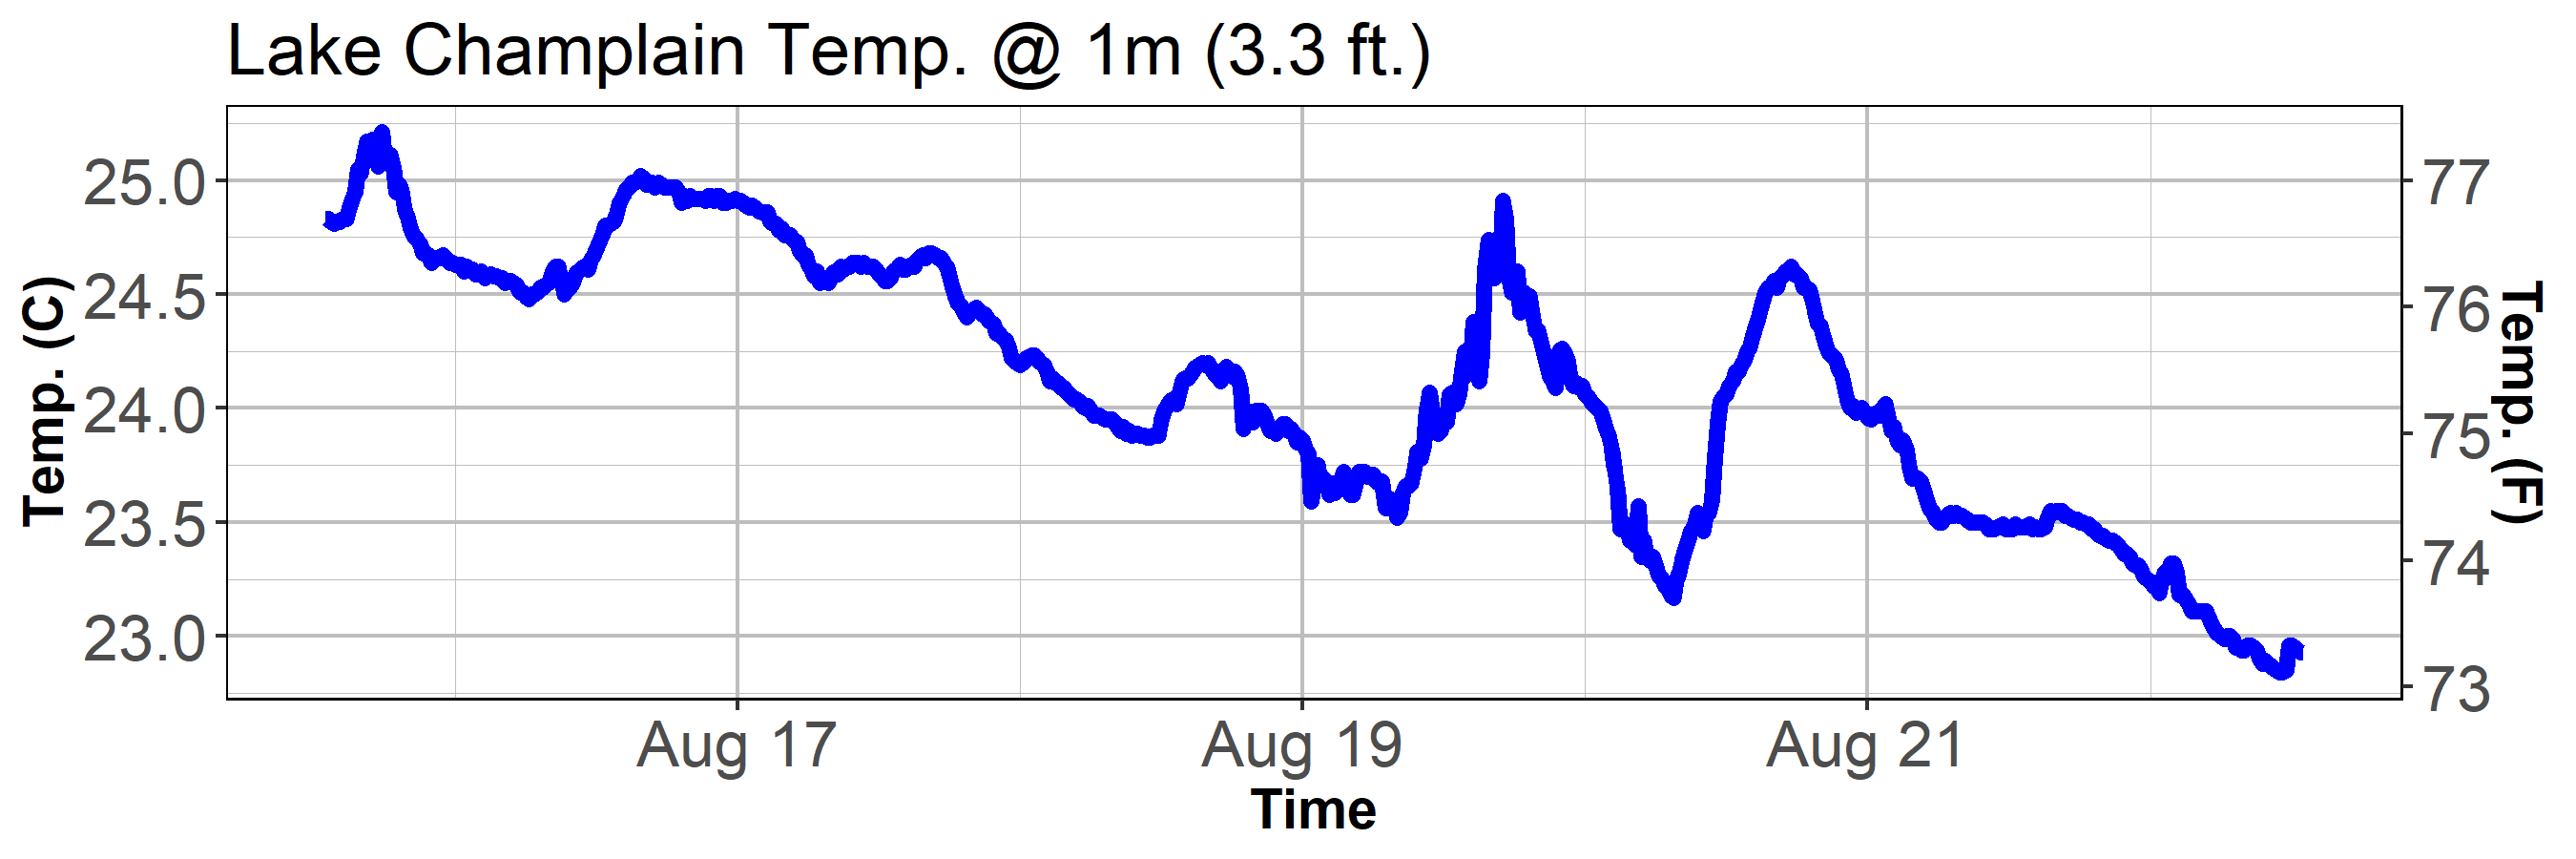 Lake Champlain Temp. @ 1m (3.3 ft.)
Temp. (C)
25.0
24.5
24.0
23.5
23.0
77
76
75
74
73
Temp. (F)
Aug 17
Aug 19
Aug 21
Time